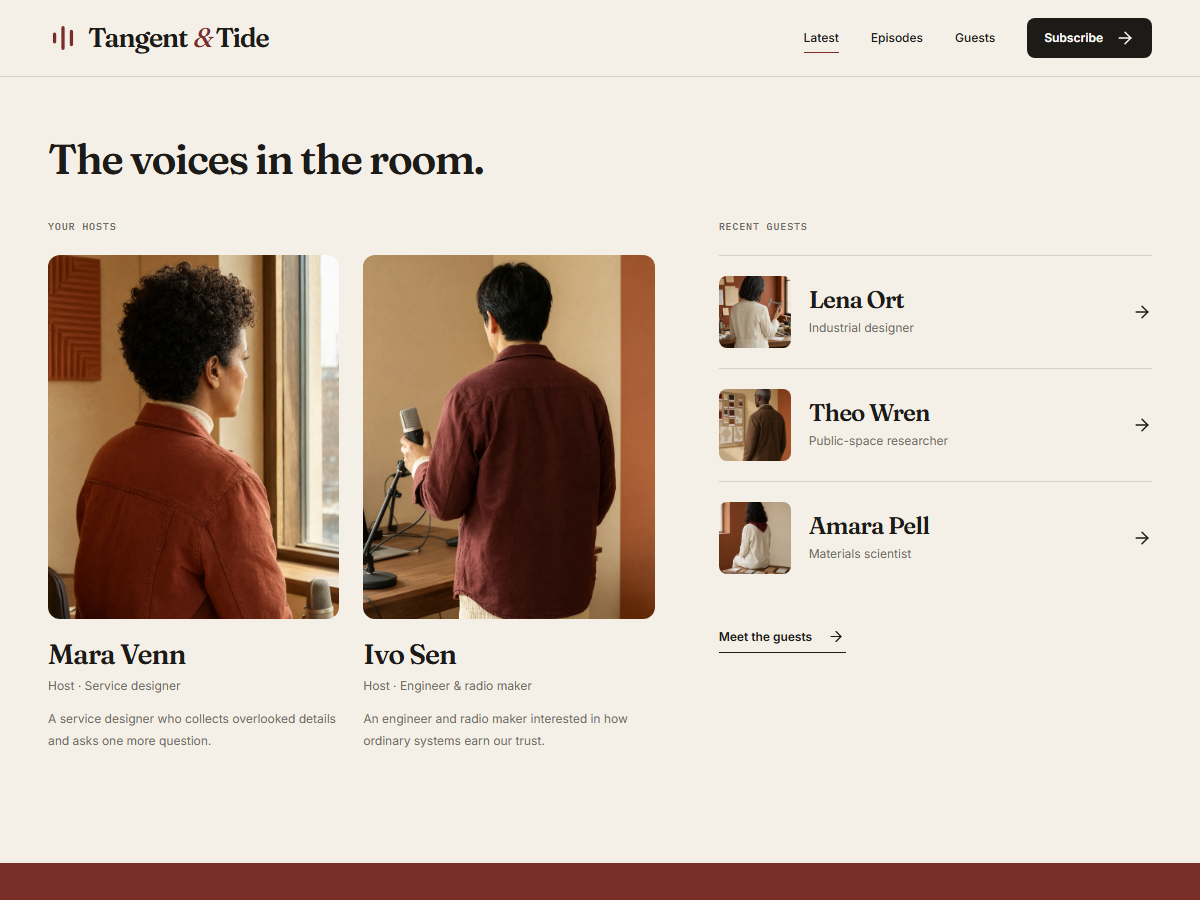 Tangent & Tide
Latest
Episodes
Guests
Subscribe
The voices in the room.
YOUR HOSTS
Mara Venn
Host · Service designer
A service designer who collects overlooked details
and asks one more question.
Ivo Sen
Host · Engineer & radio maker
An engineer and radio maker interested in how
ordinary systems earn our trust.
RECENT GUESTS
Lena Ort
Industrial designer
Theo Wren
Public-space researcher
Amara Pell
Materials scientist
Meet the guests